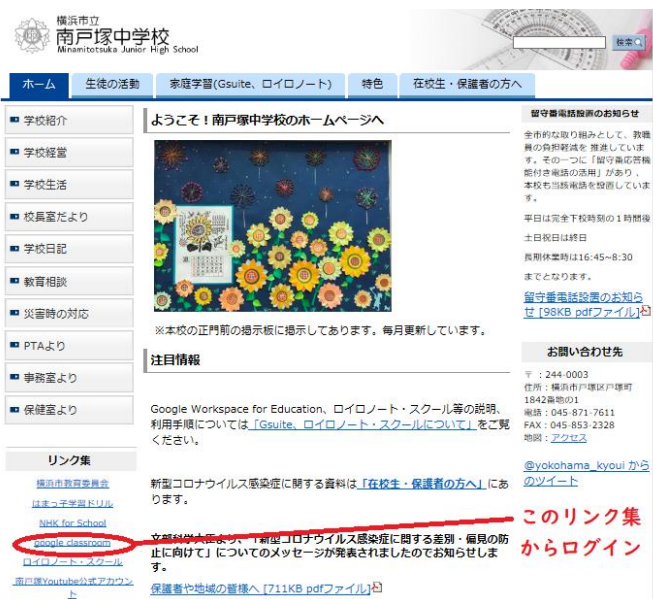 横浜市立
南戸塚中学校
Minamitotsuka Junior High School
検索
ホーム
生徒の活動
家庭学習(Gsuite、ロイロノート)
特色
在校生・保護者の方へ
学校紹介
学校経営
学校生活
校長室だより
学校日記
教育相談
災害時の対応
PTAより
事務室より
保健室より
リンク集
横浜市教育委員会
はまっ子学習ドリル
NHK for School
google classroom
ロイロノート・スクール
南戸塚Youtube公式アカウン
ト
ようこそ！南戸塚中学校のホームページへ
※本校の正門前の掲示板に掲示してあります。毎月更新しています。
注目情報
Google Workspace for Education、ロイロノート・スクール等の説明、
利用手順については「Gsuite、ロイロノート・スクールについて」をご覧
ください。
新型コロナウイルス感染症に関する資料は「在校生・保護者の方へ」にあ
ります。
文部科学大臣より、「新型コロナウイルス感染症に関する差別・偏見の防
止に向けて」についてのメッセージが発表されましたのでお知らせしま
す。
保護者や地域の皆様へ [711KB pdfファイル]
留守番電話設置のお知らせ
全市的な取り組みとして、教職
員の負担軽減を 推進していま
す。その一つに「留守番応答機
能付き電話の活用」があり，
本校も当該電話を設置していま
す。
平日は完全下校時刻の１時間後
土日祝日は終日
長期休業時は16:45~8:30
までとなります。
留守番電話設置のお知ら
せ [98KB pdfファイル]
お問い合わせ先
〒：244-0003
住所：横浜市戸塚区戸塚町
1842番地の1
電話：045-871-7611
FAX：045-853-2328
地図：アクセス
@yokohama_kyoui から
のツイート
このリンク集
からログイン